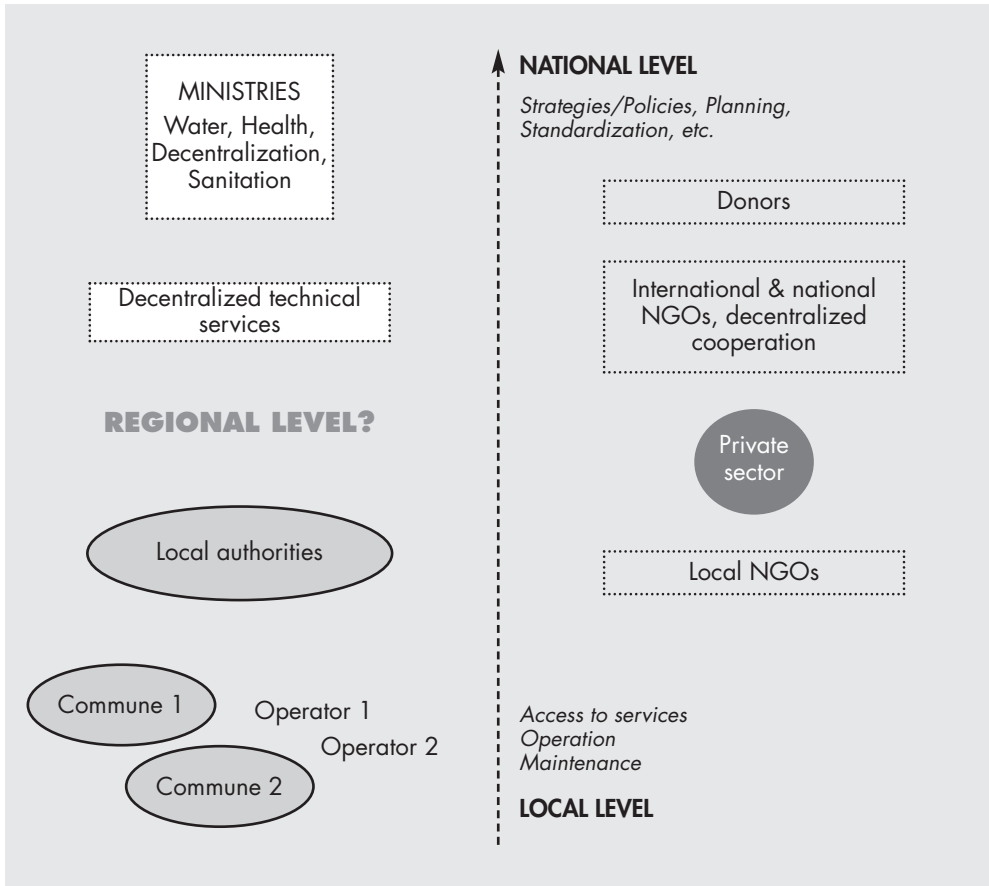 MINISTRIES
Water, Health,
Decentralization,
Sanitation
Decentralized technical
services
REGIONAL LEVEL?
Local authorities
Commune 1
Operator 1
Operator 2
Commune 2
NATIONAL LEVEL
Strategies/Policies, Planning,
Standardization, etc.
Donors
International & national
NGOs, decentralized
cooperation
Private
sector
Local NGOs
Access to services
Operation
Maintenance
LOCAL LEVEL